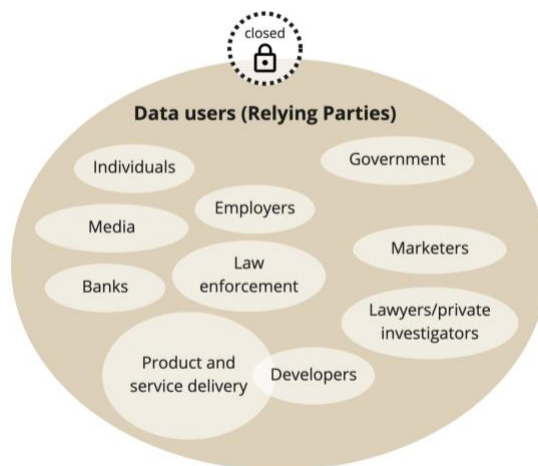 closed
Data users (Relying Parties)
Individuals
Government
Employers
Media
Marketers
Law
enforcement
Banks
Lawyers/private
investigators
Product and
service delivery
Developers